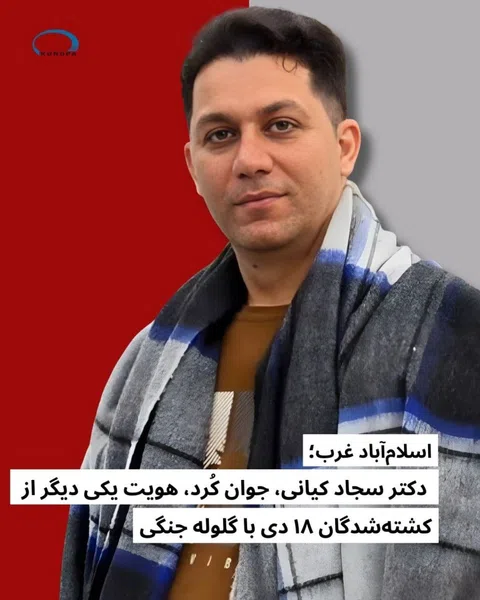 KURDPA
اسلام‌آباد غرب؛
دکتر سجاد کیانی، جوان کُرد، هویت یکی دیگر از
کشته‌شدگان ۱۸ دی با گلوله جنگی